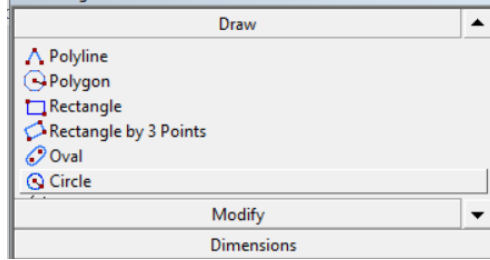 Draw
Polyline
Polygon
Rectangle
Rectangle by 3 Points
Oval
Circle
Modify
Dimensions